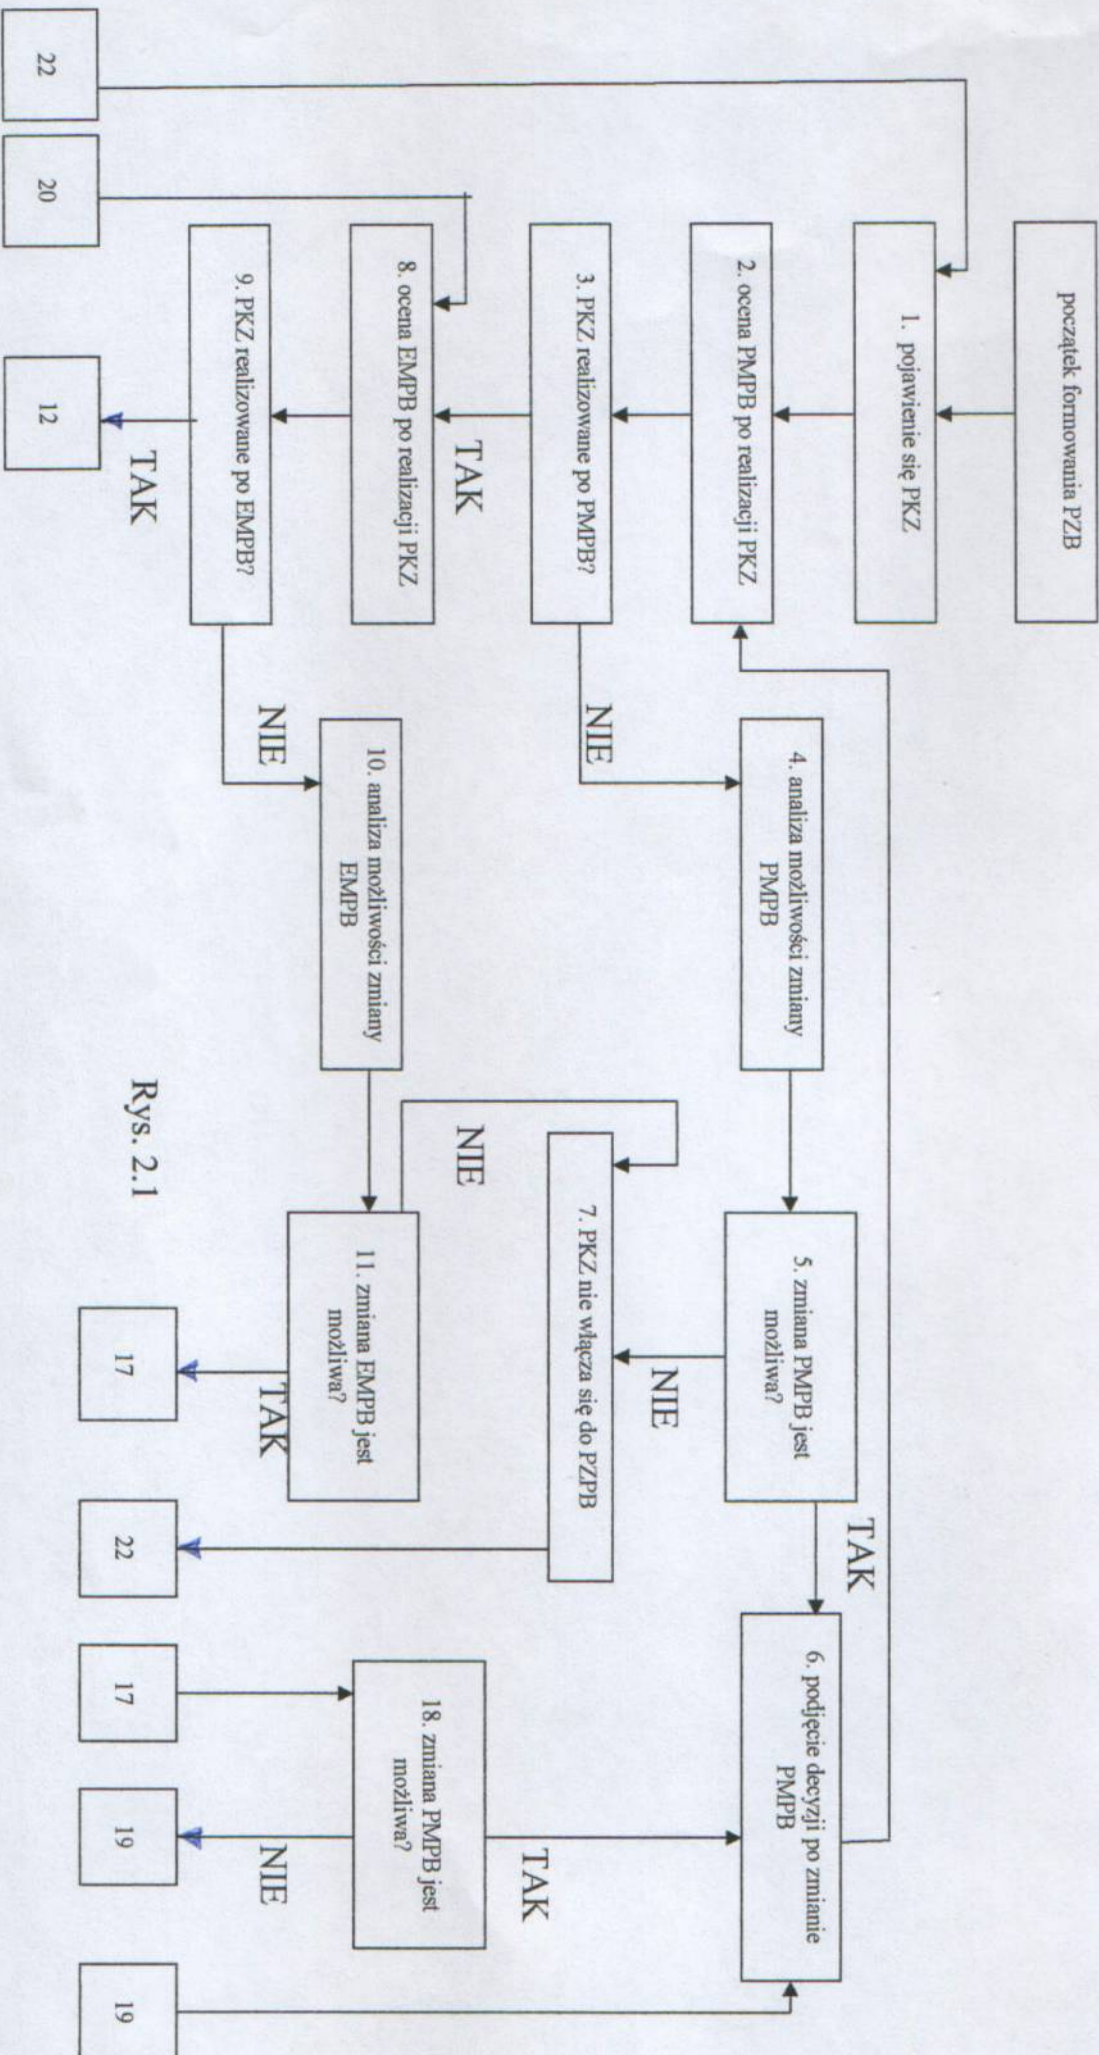 początek formowania PZB
1. pojawienie się PKZ
2. ocena PMPB po realizacji PKZ
3. PKZ realizowane po PMPB?
TAK
NIE
4. analiza możliwości zmiany
PMPB
5. zmiana PMPB jest
możliwa?
TAK
NIE
6. podjęcie decyzji po zmianie
PMPB
7. PKZ nie włącza się do PZPB
8. ocena EMPB po realizacji PKZ
9. PKZ realizowane po EMPB?
TAK
NIE
10. analiza możliwości zmiany
EMPB
11. zmiana EMPB jest
możliwa?
NIE
TAK
18. zmiana PMPB jest
możliwa?
TAK
NIE
22
20
12
17
22
17
19
19
Rys. 2.1